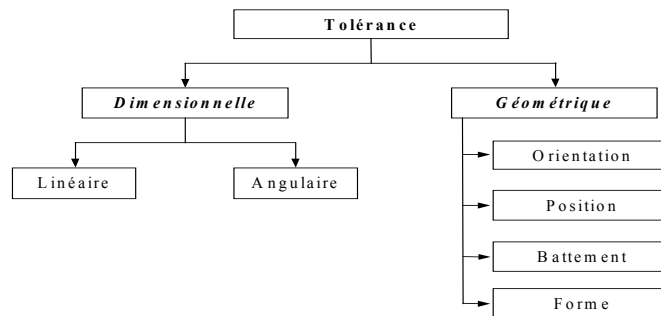 Tolérance
Dimensionnelle
Géométrique
Linéaire
Angulaire
Orientation
Position
Battement
Forme